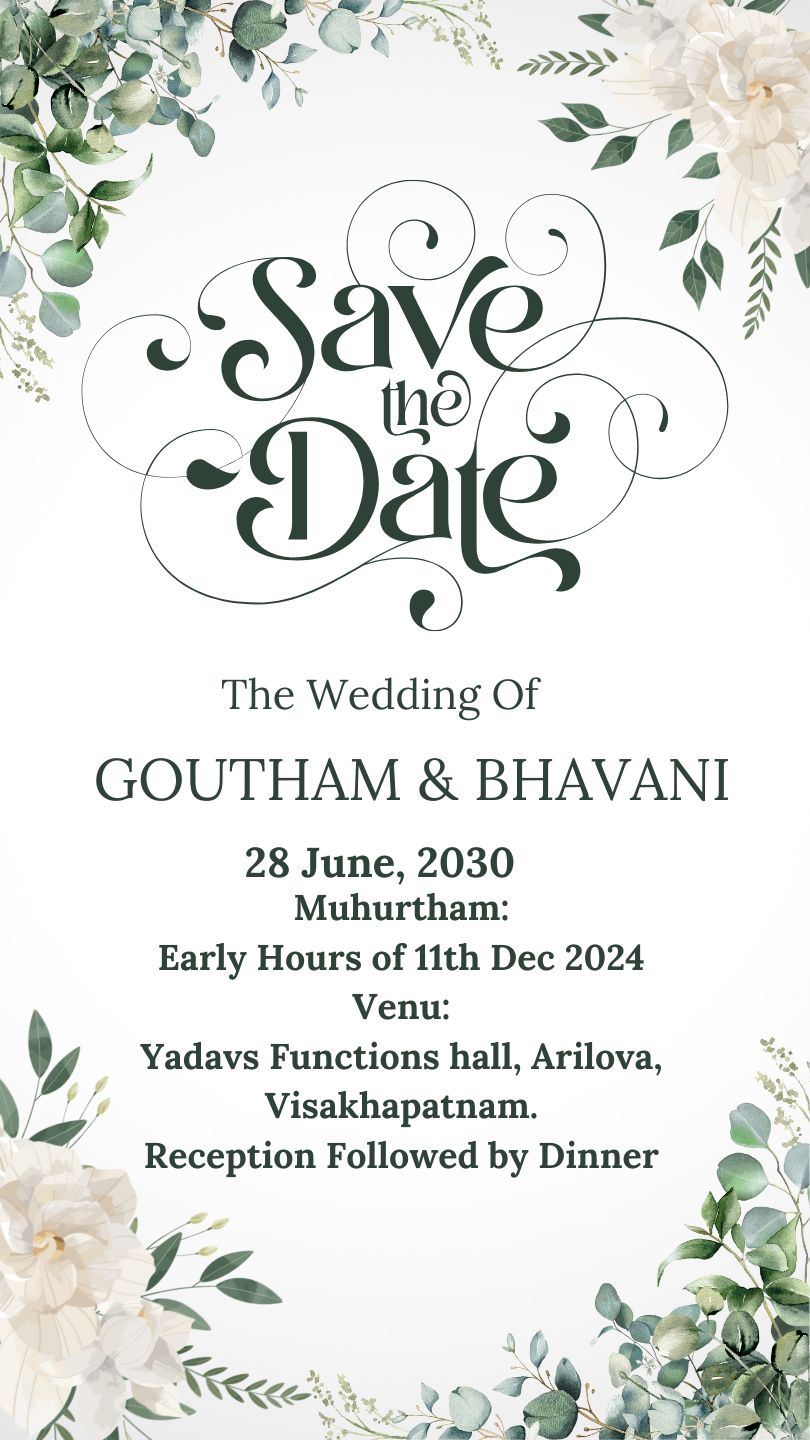 Save
the
Date
The Wedding Of
GOUTHAM & BHAVANI
28 June, 2030
Muhurtham:
Early Hours of 11th Dec 2024
Venu:
Yadavs Functions hall, Arilova,
Visakhapatnam.
Reception Followed by Dinner